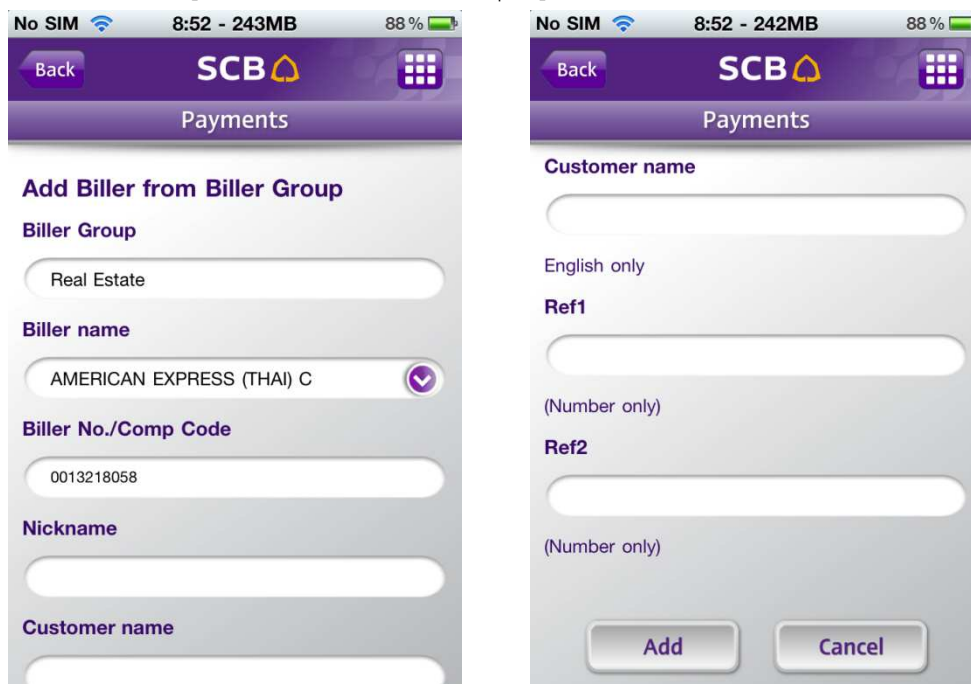 No SIM 8:52 - 243MB 88 %
Back SCB
Payments
Add Biller from Biller Group
Biller Group
Real Estate
Biller name
AMERICAN EXPRESS (THAI) C
Biller No./Comp Code
0013218058
Nickname
Customer name
No SIM 8:52 - 242MB 88 %
Back SCB
Payments
Customer name
English only
Ref1
(Number only)
Ref2
(Number only)
Add Cancel